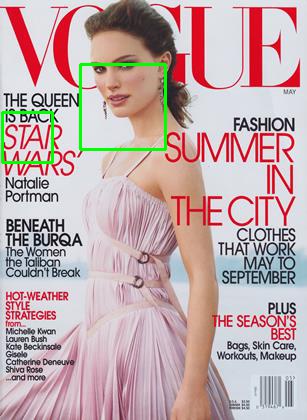 VOGUE
MAY
THE QUEEN
IS BACK
STAR
WARS'
Natalie
Portman
FASHION
SUMMER
IN
THE CITY
CLOTHES
THAT WORK
MAY TO
SEPTEMBER
BENEATH
THE BURQA
The Women
the Taliban
Couldn't Break
HOT-WEATHER
STYLE
STRATEGIES
from...
Michelle Kwan
Lauren Bush
Kate Beckinsale
Gisele
Catherine Deneuve
Shiva Rose
...and more
PLUS
THE SEASON'S
BEST
Bags, Skin Care,
Workouts, Makeup